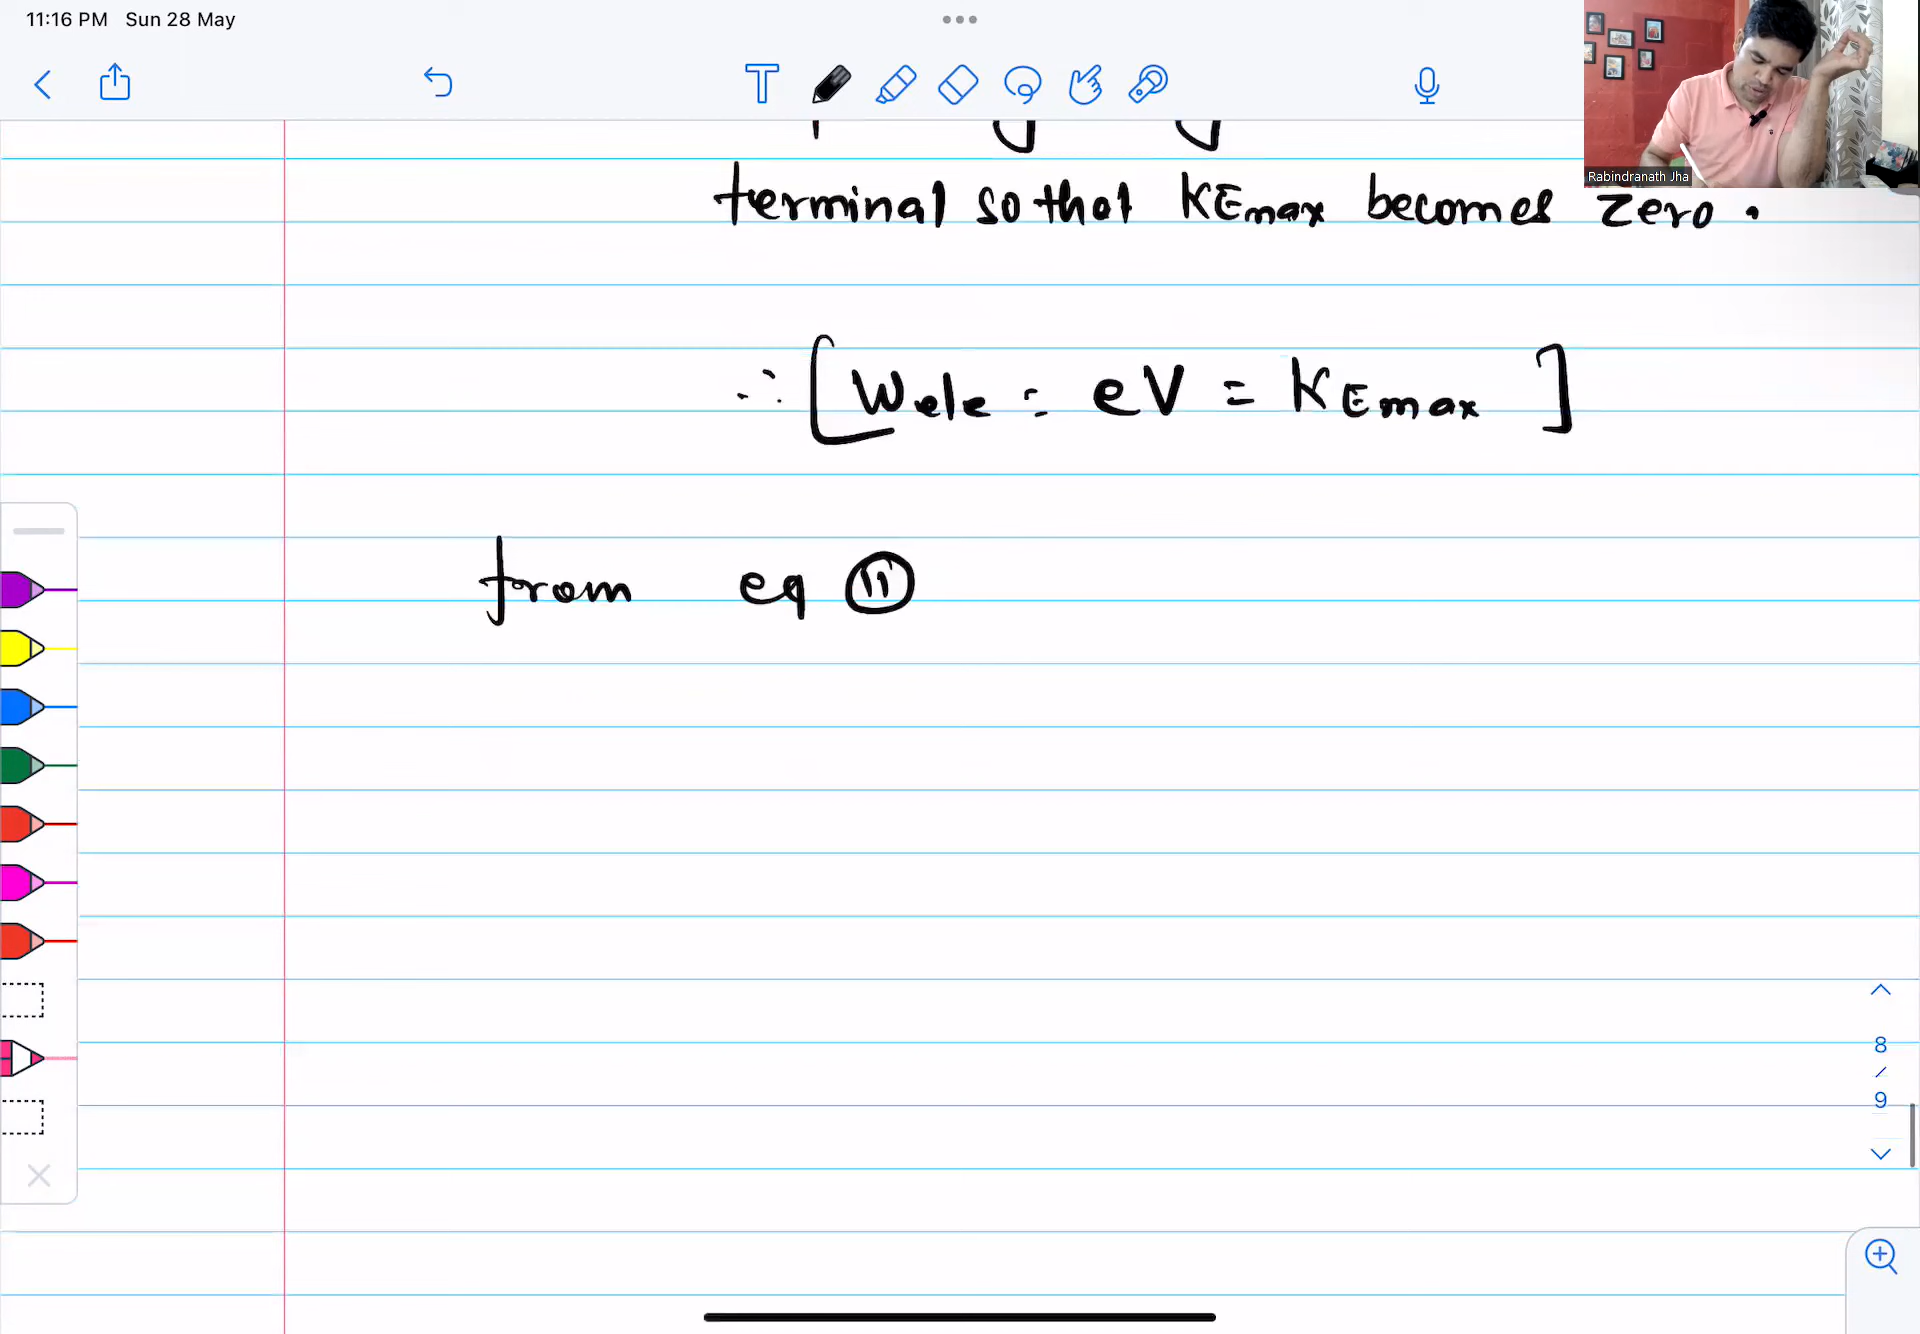 11:16 PM Sun 28 May
Rabindranath Jha
terminal so that KEmax becomes zero.
∴ [Wele = eV = KEmax]
from eq ⑪
8
/
9